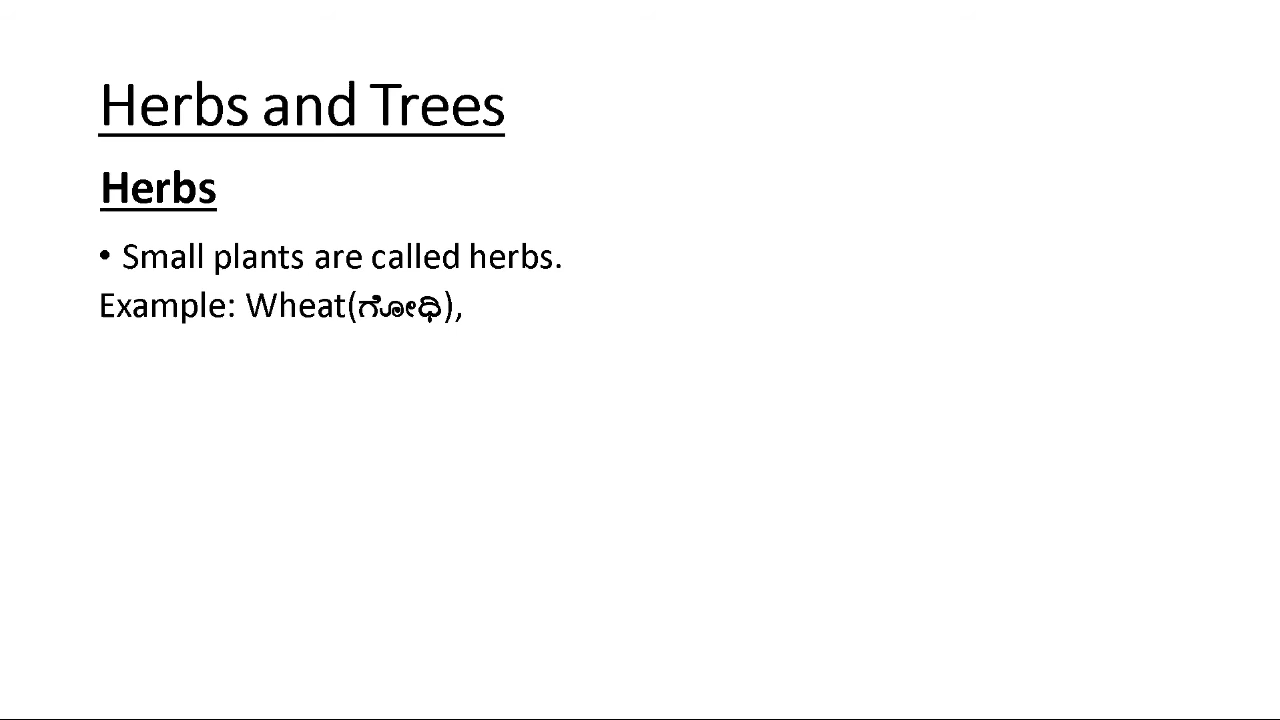 Herbs and Trees
Herbs
• Small plants are called herbs.
Example: Wheat(ಗೋಧಿ),